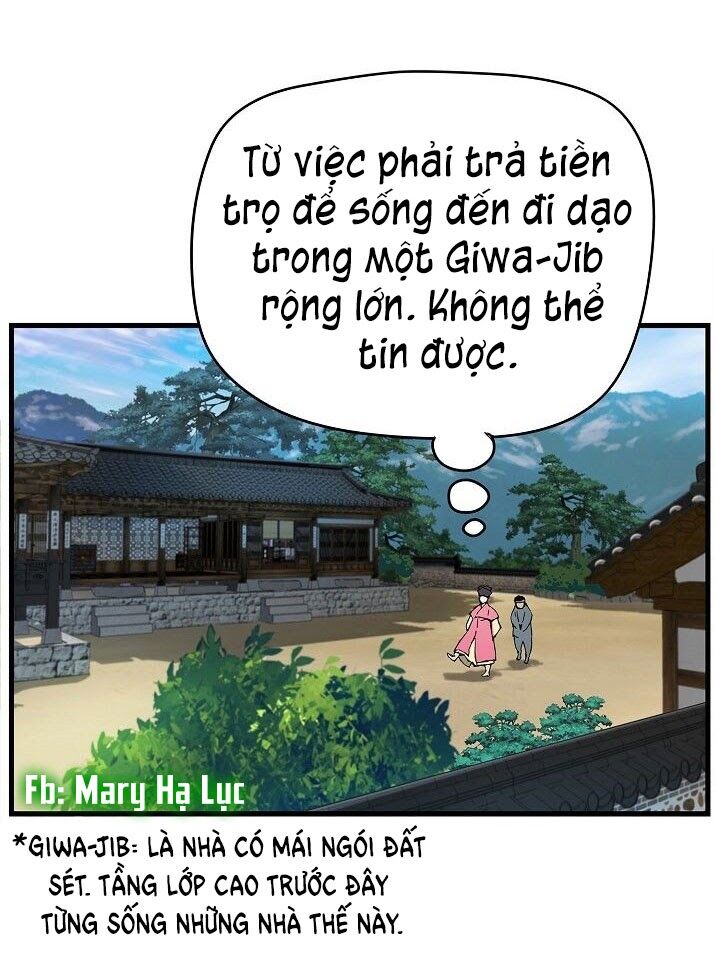 Từ việc phải trả tiền
trọ để sống đến đi dạo
trong một Giwa-Jib
rộng lớn. Không thể
tin được.
Fb: Mary Hạ Lục
*GIWA-JIB: LÀ NHÀ CÓ MÁI NGÓI ĐẤT
SÉT. TẦNG LỚP CAO TRƯỚC ĐÂY
TỪNG SỐNG NHỮNG NHÀ THẾ NÀY.